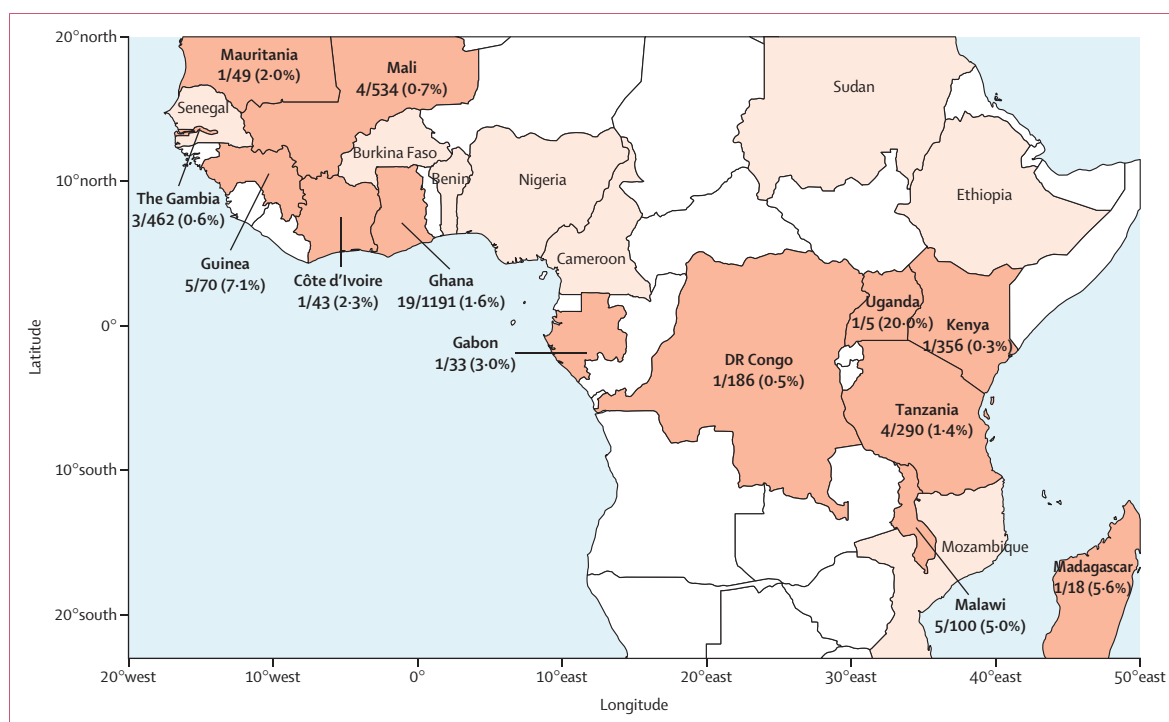 20°north
10°north
0°
10°south
20°south
Latitude
Mauritania
1/49 (2·0%)
Mali
4/534 (0·7%)
Senegal
Burkina Faso
Benin
Nigeria
Cameroon
Sudan
Ethiopia
The Gambia
3/462 (0·6%)
Guinea
5/70 (7·1%)
Côte d'Ivoire
1/43 (2·3%)
Ghana
19/1191 (1·6%)
Gabon
1/33 (3·0%)
Uganda
1/5 (20·0%)
Kenya
1/356 (0·3%)
DR Congo
1/186 (0·5%)
Tanzania
4/290 (1·4%)
Mozambique
Malawi
5/100 (5·0%)
Madagascar
1/18 (5·6%)
20°west
10°west
0°
10°east
20°east
30°east
40°east
50°east
Longitude